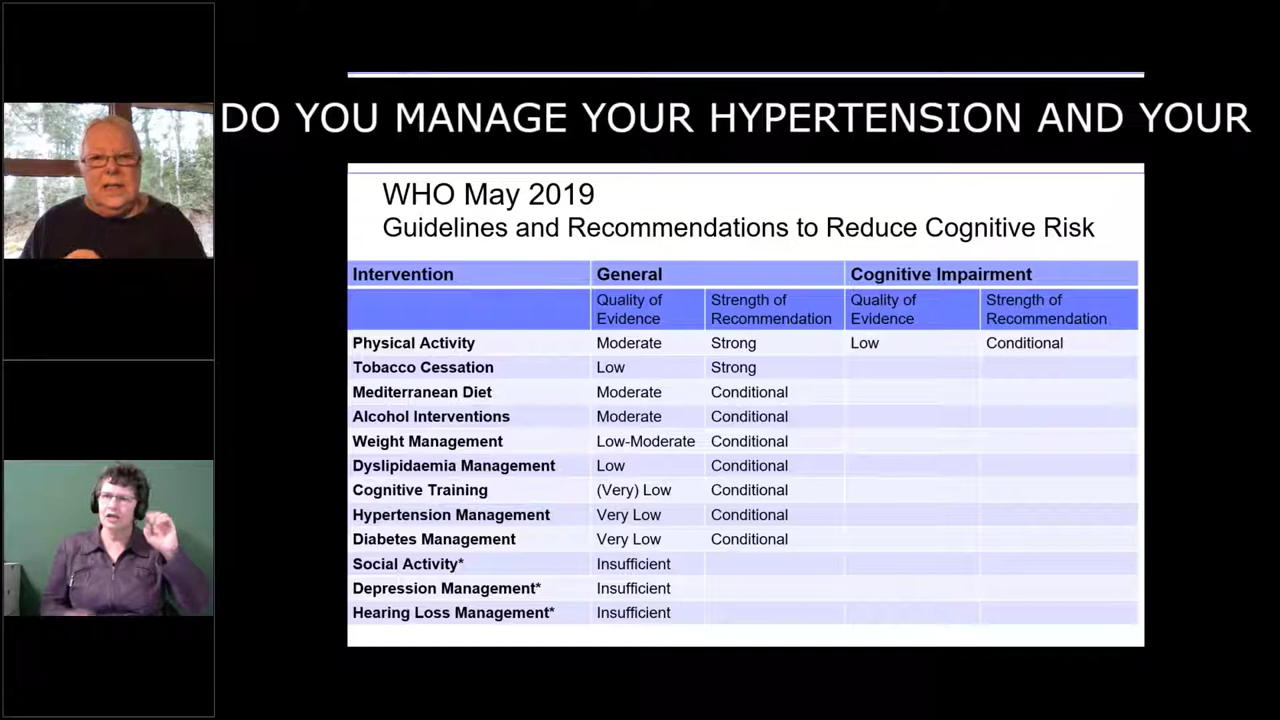 DO YOU MANAGE YOUR HYPERTENSION AND YOUR
WHO May 2019
Guidelines and Recommendations to Reduce Cognitive Risk
Intervention General Cognitive Impairment
Quality of Evidence Strength of Recommendation Quality of Evidence Strength of Recommendation
Physical Activity Moderate Strong Low Conditional
Tobacco Cessation Low Strong
Mediterranean Diet Moderate Conditional
Alcohol Interventions Moderate Conditional
Weight Management Low-Moderate Conditional
Dyslipidaemia Management Low Conditional
Cognitive Training (Very) Low Conditional
Hypertension Management Very Low Conditional
Diabetes Management Very Low Conditional
Social Activity* Insufficient
Depression Management* Insufficient
Hearing Loss Management* Insufficient